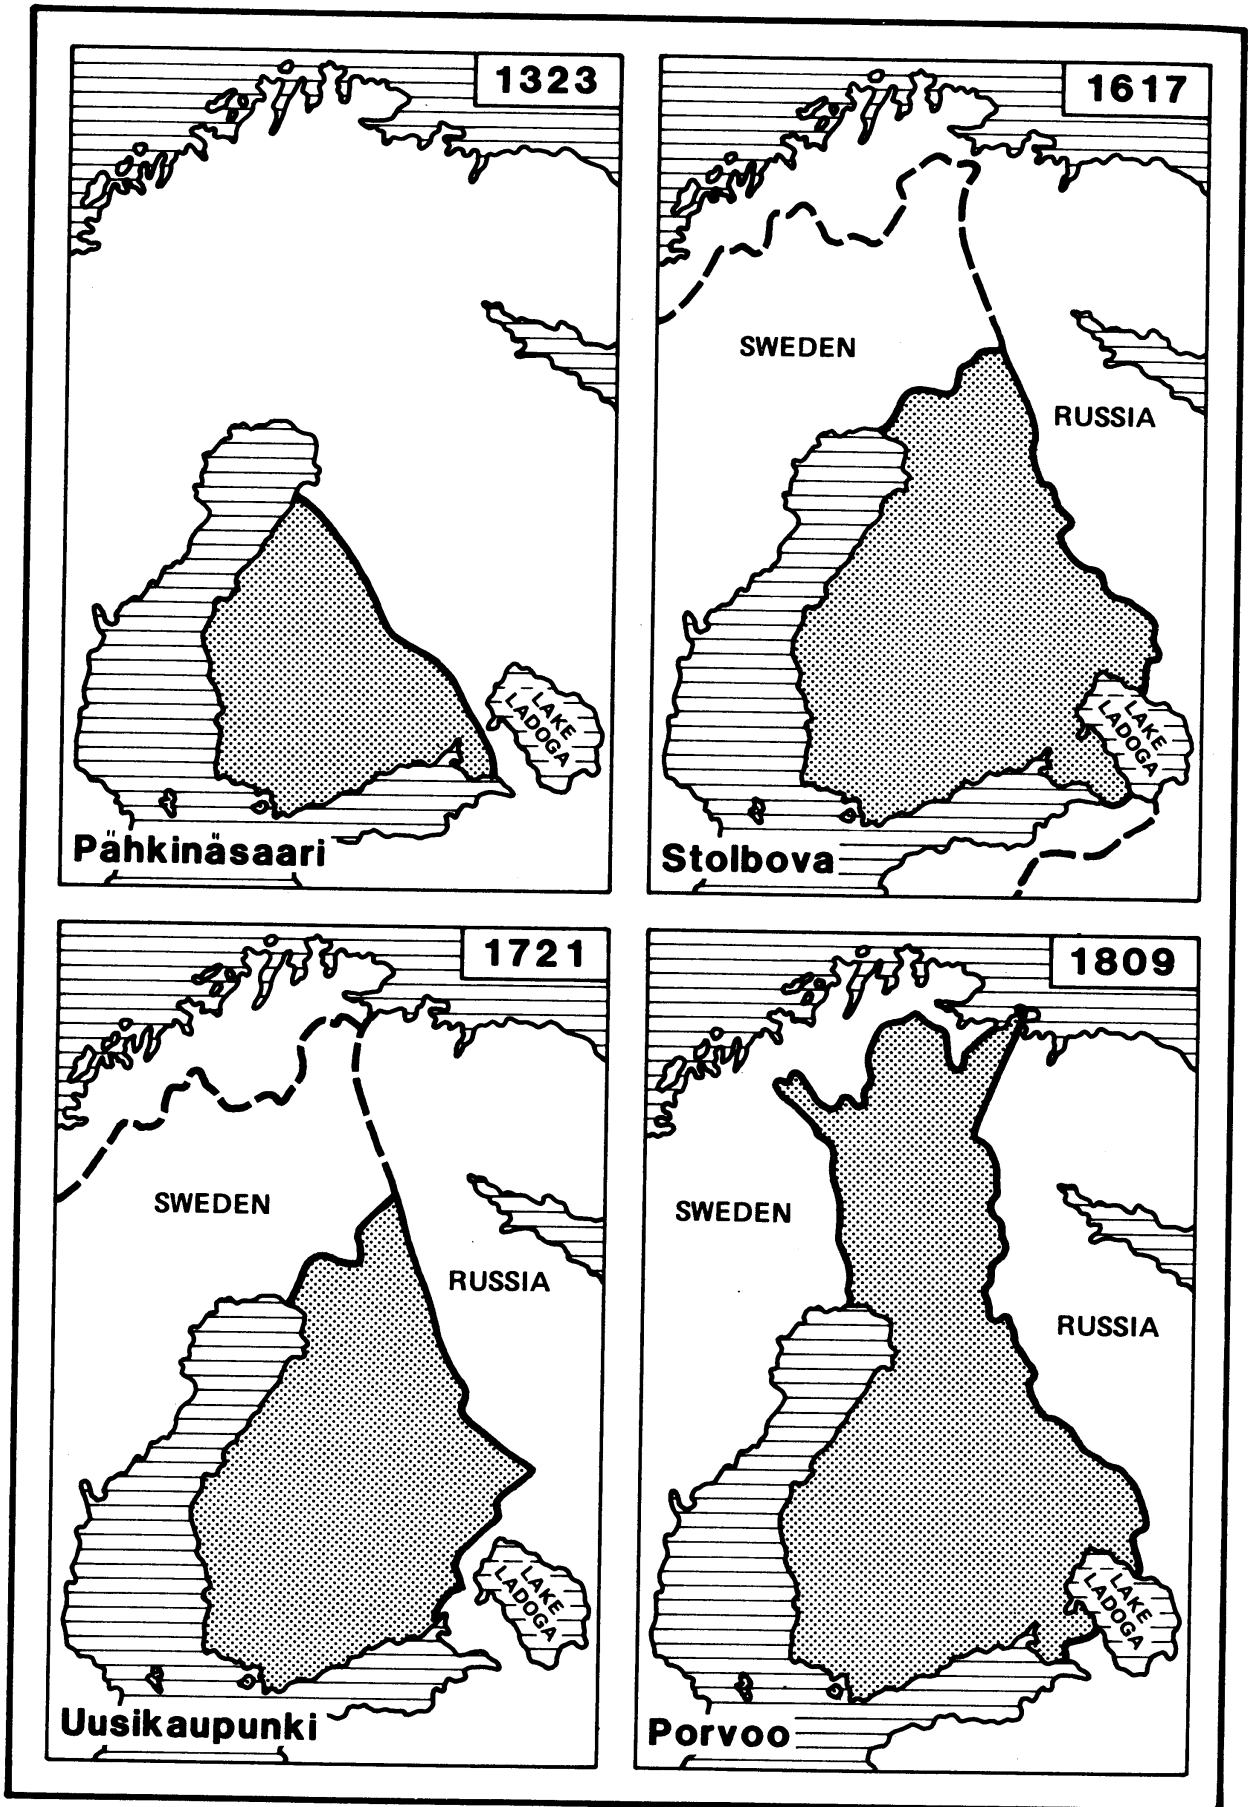 1323
LAKE
LADOGA
Pähkinäsaari
1617
SWEDEN
RUSSIA
LAKE
LADOGA
Stolbova
1721
SWEDEN
RUSSIA
LAKE
LADOGA
Uusikaupunki
1809
SWEDEN
RUSSIA
LAKE
LADOGA
Porvoo